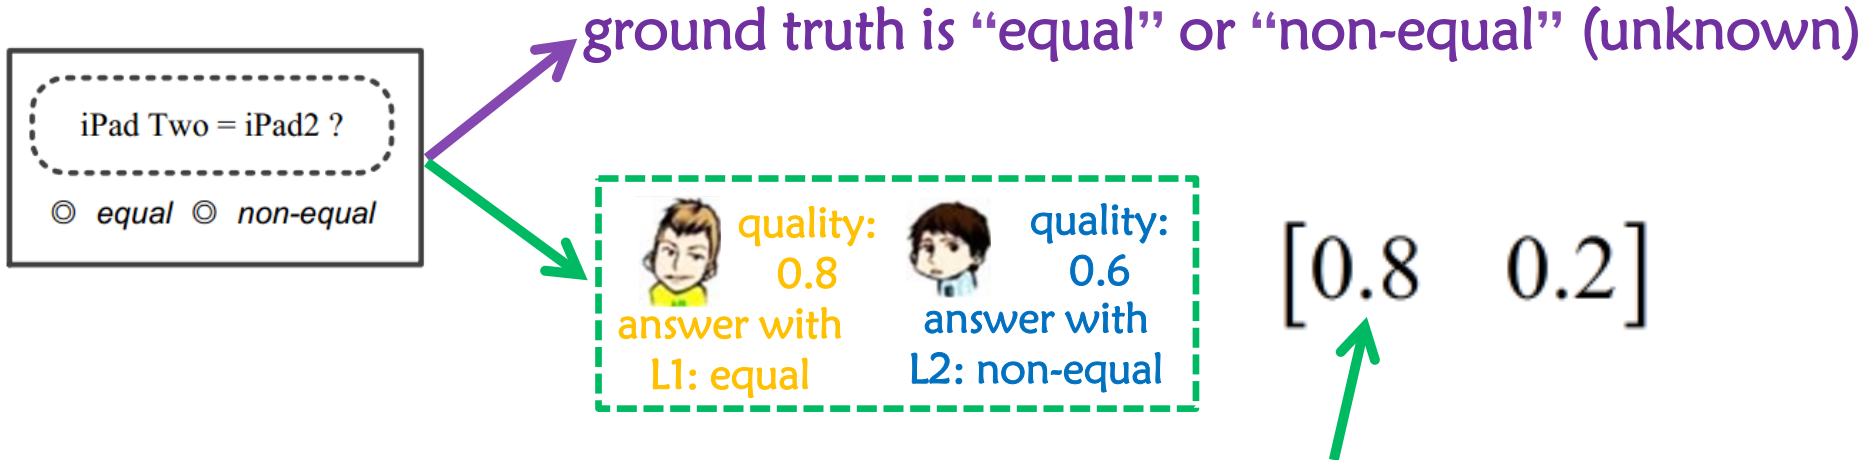 ground truth is “equal” or “non-equal” (unknown)
iPad Two = iPad2 ?
equal non-equal
quality:
0.8
answer with
L1: equal
quality:
0.6
answer with
L2: non-equal
[0.8 0.2]